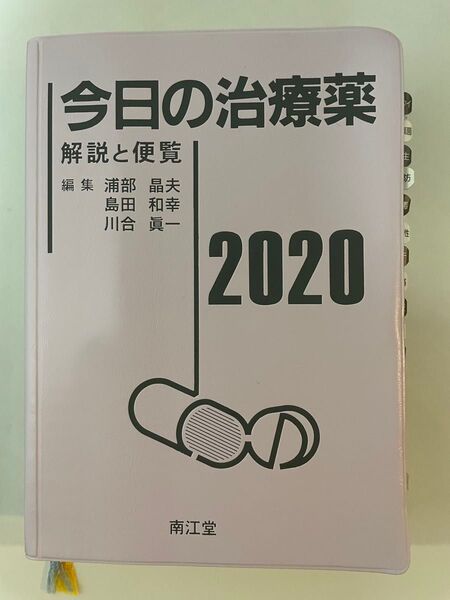 今日の治療薬
解説と便覧
編集 浦部 晶夫
島田 和幸
川合 眞一
2020
南江堂